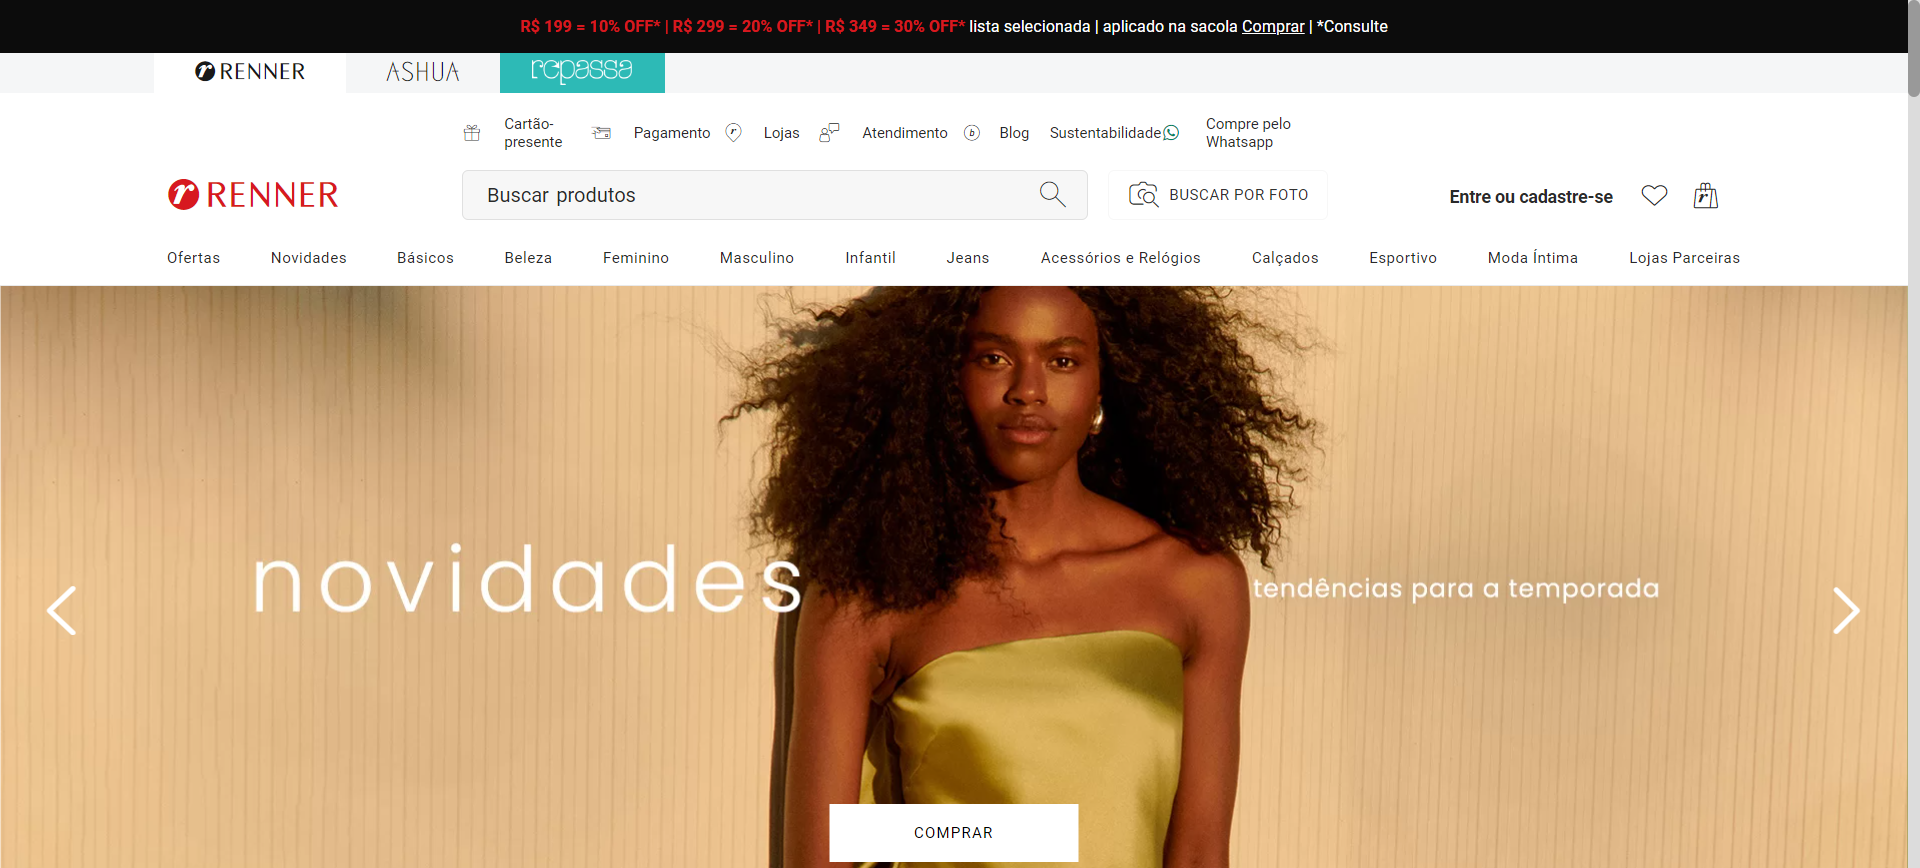 R$ 199 = 10% OFF* | R$ 299 = 20% OFF* | R$ 349 = 30% OFF* lista selecionada | aplicado na sacola Comprar | *Consulte
RENNER ASHUA repassa
Cartão-presente Pagamento Lojas Atendimento Blog Sustentabilidade Compre pelo Whatsapp
RENNER Buscar produtos BUSCAR POR FOTO Entre ou cadastre-se
Ofertas Novidades Básicos Beleza Feminino Masculino Infantil Jeans Acessórios e Relógios Calçados Esportivo Moda Íntima Lojas Parceiras
novidades tendências para a temporada
COMPRAR